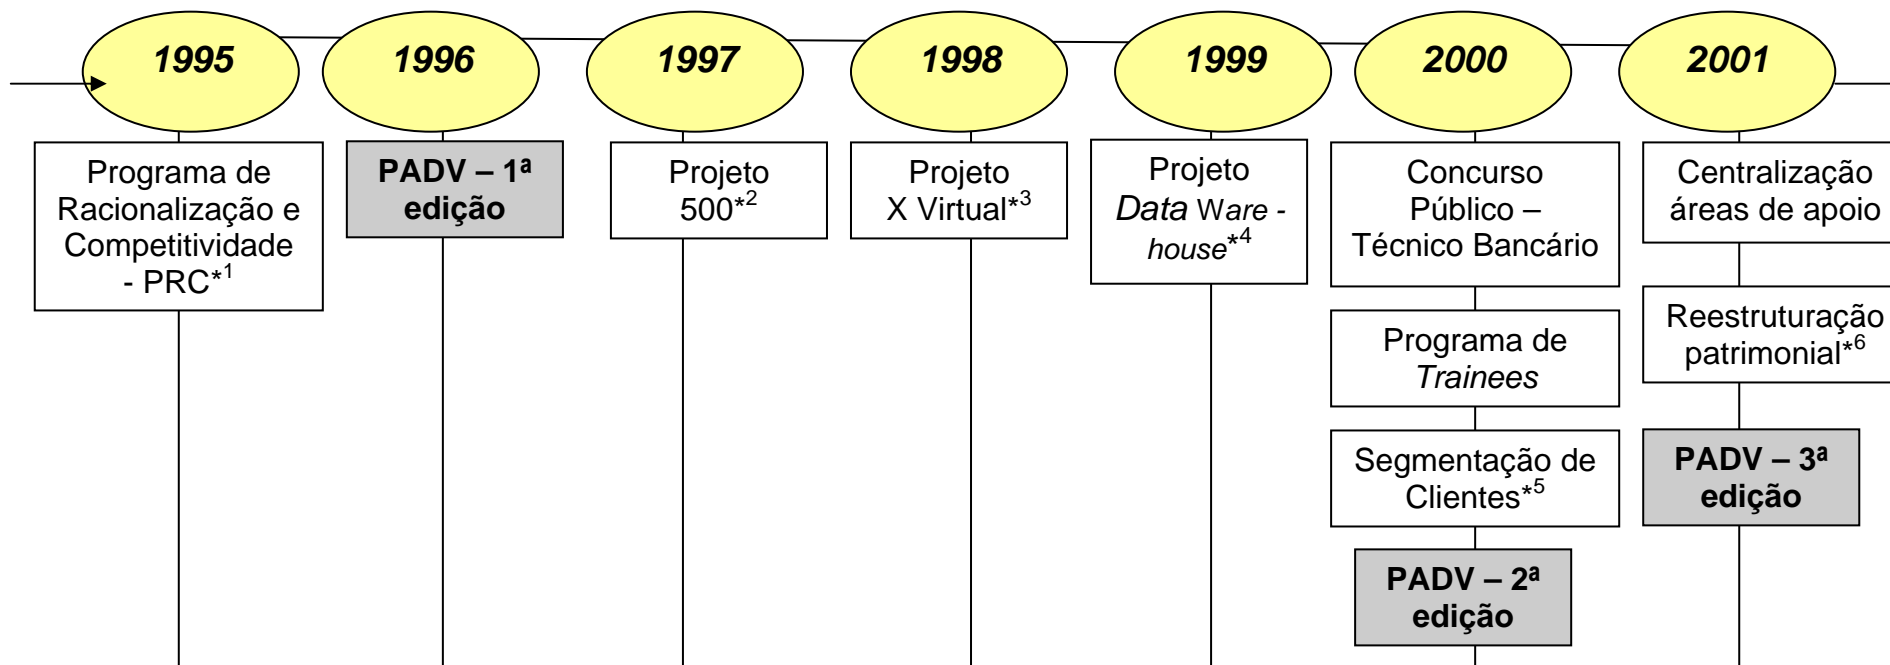 1995
1996
1997
1998
1999
2000
2001
Programa de
Racionalização e
Competitividade
- PRC*1
PADV – 1ª
edição
Projeto
500*2
Projeto
X Virtual*3
Projeto
Data Ware -
house*4
Concurso
Público –
Técnico Bancário
Programa de
Trainees
Segmentação de
Clientes*5
PADV – 2ª
edição
Centralização
áreas de apoio
Reestruturação
patrimonial*6
PADV – 3ª
edição